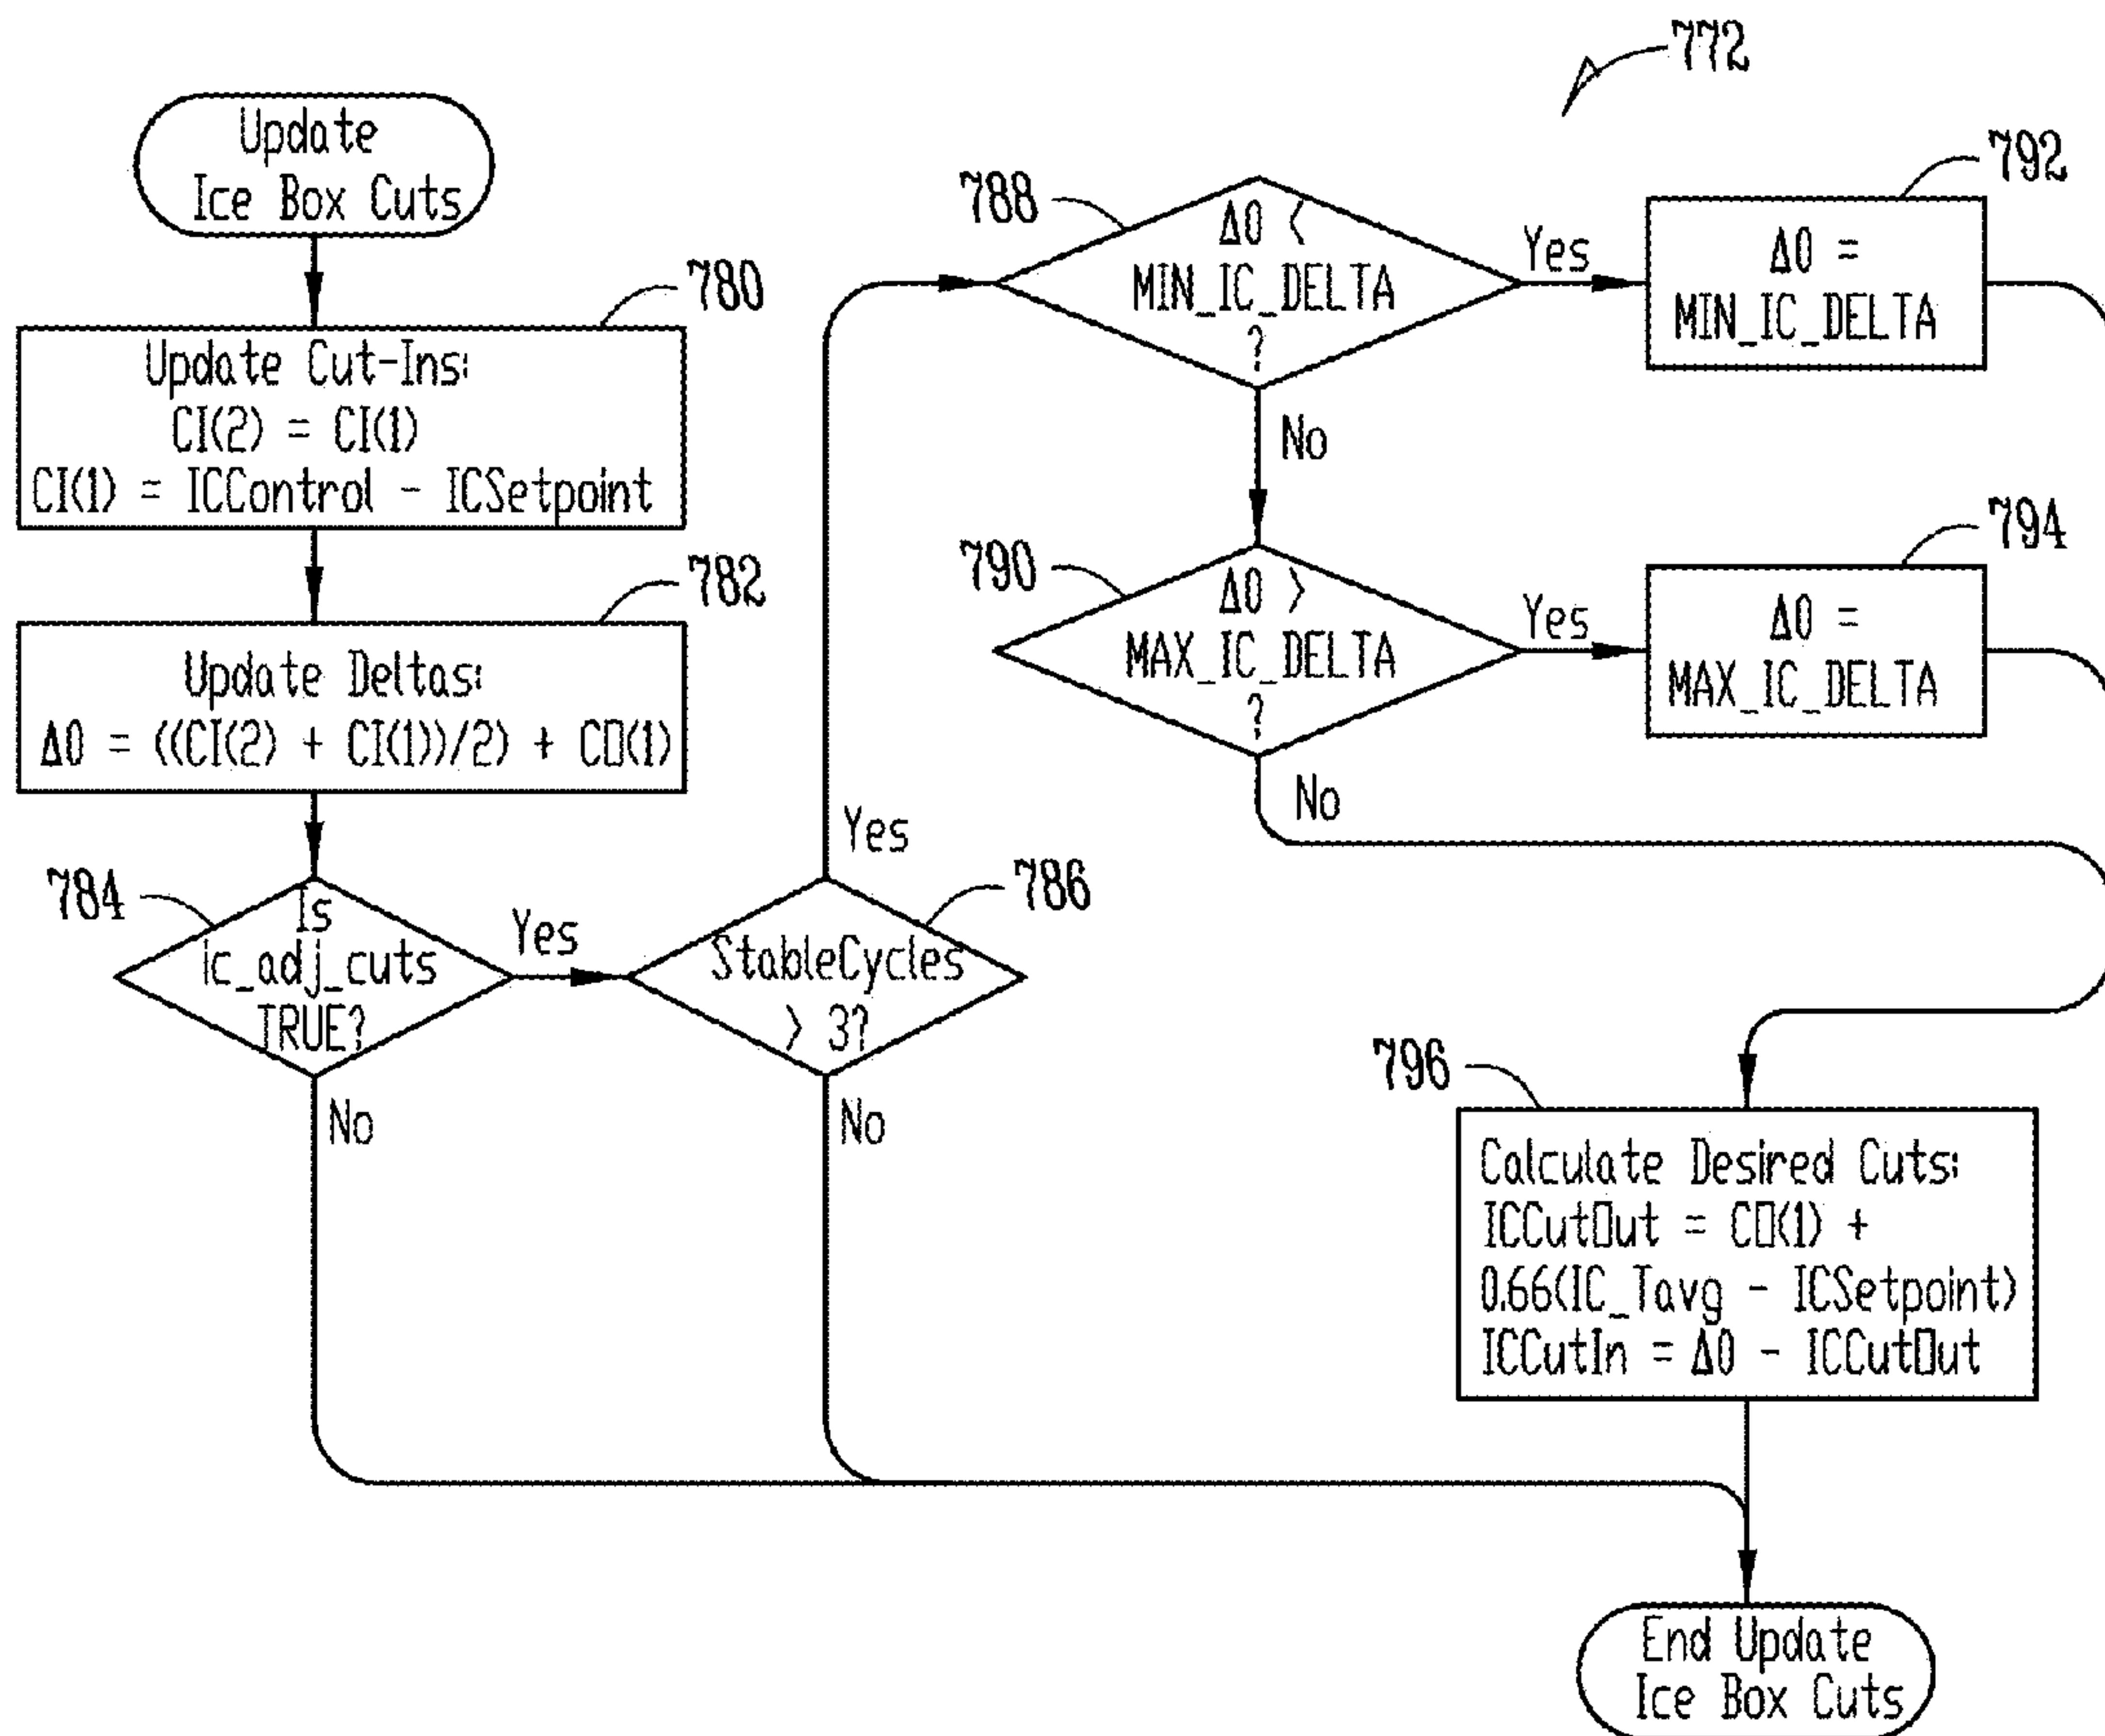 772
Update
Ice Box Cuts
780
Update Cut-Ins:
CI(2) = CI(1)
CI(1) = ICControl - ICSetpoint
782
Update Deltas:
Δ0 = ((CI(2) + CI(1))/2) + CO(1)
784
Is
ic_adj_cuts
TRUE?
Yes
No
786
StableCycles
> 3?
Yes
No
788
Δ0 <
MIN_IC_DELTA
?
Yes
No
792
Δ0 =
MIN_IC_DELTA
790
Δ0 >
MAX_IC_DELTA
?
Yes
No
794
Δ0 =
MAX_IC_DELTA
796
Calculate Desired Cuts:
ICCutOut = CO(1) +
0.66(IC_Tavg - ICSetpoint)
ICCutIn = Δ0 - ICCutOut
End Update
Ice Box Cuts